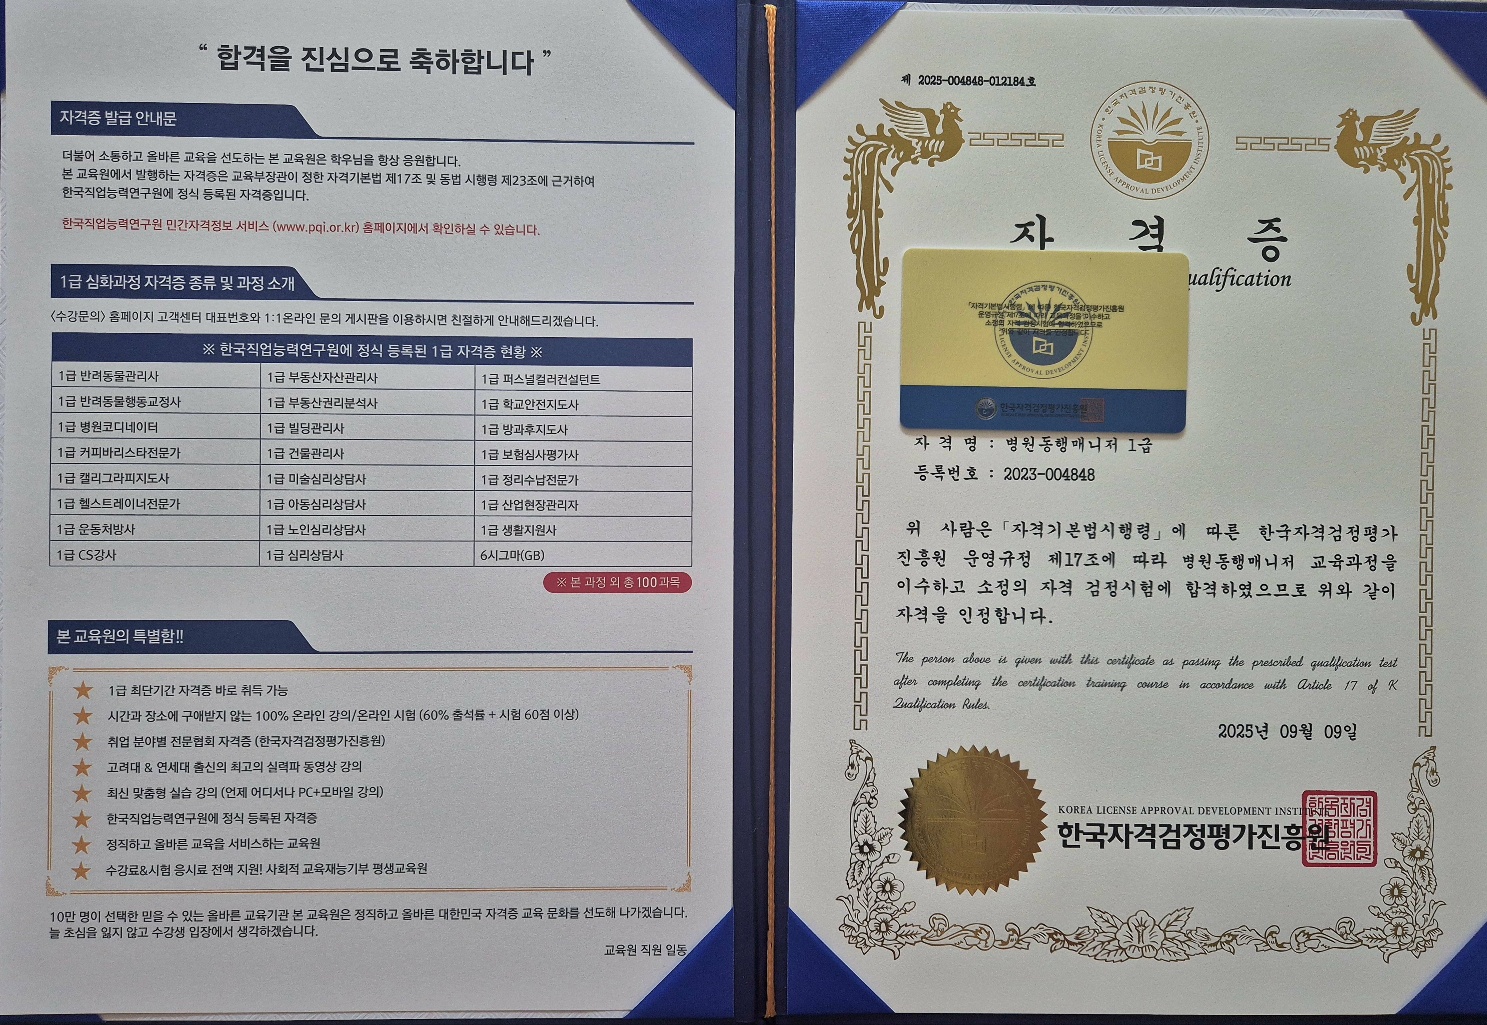 “ 합격을 진심으로 축하합니다 ”
자격증 발급 안내문
더불어 소통하고 올바른 교육을 선도하는 본 교육원은 학우님을 항상 응원합니다.
본 교육원에서 발행하는 자격증은 교육부장관이 정한 자격기본법 제17조 및 동법 시행령 제23조에 근거하여
한국직업능력연구원에 정식 등록된 자격증입니다.
한국직업능력연구원 민간자격정보 서비스 (www.pqi.or.kr) 홈페이지에서 확인하실 수 있습니다.
1급 심화과정 자격증 종류 및 과정 소개
<수강문의> 홈페이지 고객센터 대표번호와 1:1온라인 문의 게시판을 이용하시면 친절하게 안내해드리겠습니다.
※ 한국직업능력연구원에 정식 등록된 1급 자격증 현황 ※
1급 반려동물관리사 1급 부동산자산관리사 1급 퍼스널컬러컨설턴트
1급 반려동물행동교정사 1급 부동산권리분석사 1급 학교안전지도사
1급 병원코디네이터 1급 빌딩관리사 1급 방과후지도사
1급 커피바리스타전문가 1급 건물관리사 1급 보험심사평가사
1급 캘리그라피지도사 1급 미술심리상담사 1급 정리수납전문가
1급 헬스트레이너전문가 1급 아동심리상담사 1급 산업현장관리자
1급 운동처방사 1급 노인심리상담사 1급 생활지원사
1급 CS강사 1급 심리상담사 6시그마(GB)
※ 본 과정 외 총 100과목
본 교육원의 특별함!!
★ 1급 최단기간 자격증 바로 취득 가능
★ 시간과 장소에 구애받지 않는 100% 온라인 강의/온라인 시험 (60% 출석률 + 시험 60점 이상)
★ 취업 분야별 전문협회 자격증 (한국자격검정평가진흥원)
★ 고려대 & 연세대 출신의 최고의 실력파 동영상 강의
★ 최신 맞춤형 실습 강의 (언제 어디서나 PC+모바일 강의)
★ 한국직업능력연구원에 정식 등록된 자격증
★ 정직하고 올바른 교육을 서비스하는 교육원
★ 수강료&시험 응시료 전액 지원! 사회적 교육재능기부 평생교육원
10만 명이 선택한 믿을 수 있는 올바른 교육기관 본 교육원은 정직하고 올바른 대한민국 자격증 교육 문화를 선도해 나가겠습니다.
늘 초심을 잃지 않고 수강생 입장에서 생각하겠습니다.
교육원 직원 일동
제 2025-004848-012184호
한국자격검정평가진흥원
KOREA LICENSE APPROVAL DEVELOPMENT INSTITUTE
자 격 증
ualification
한국자격검정평가진흥원
자 격 명 : 병원동행매니저 1급
등록번호 : 2023-004848
위 사람은 「자격기본법시행령」에 따른 한국자격검정평가
진흥원 운영규정 제17조에 따라 병원동행매니저 교육과정을
이수하고 소정의 자격 검정시험에 합격하였으므로 위와 같이
자격을 인정합니다.
The person above is given with this certificate as passing the prescribed qualification test
after completing the certification training course in accordance with Article 17 of K
Qualification Rules.
2025년 09월 09일
KOREA LICENSE APPROVAL DEVELOPMENT INSTITUTE
한국자격검정평가진흥원